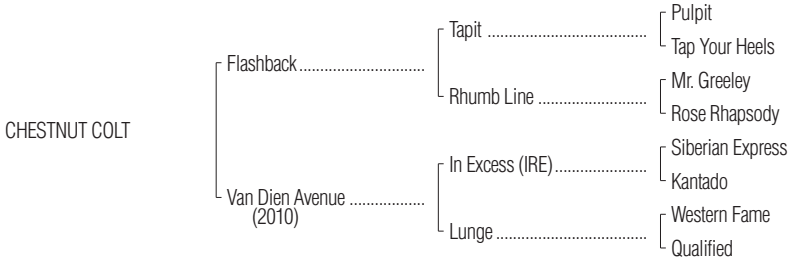 Pulpit
Tapit ....................................
Tap Your Heels
Flashback ............................
Mr. Greeley
Rhumb Line ........................
Rose Rhapsody
CHESTNUT COLT
Siberian Express
In Excess (IRE) .....................
Kantado
Van Dien Avenue .................
(2010)
Western Fame
Lunge ..................................
Qualified